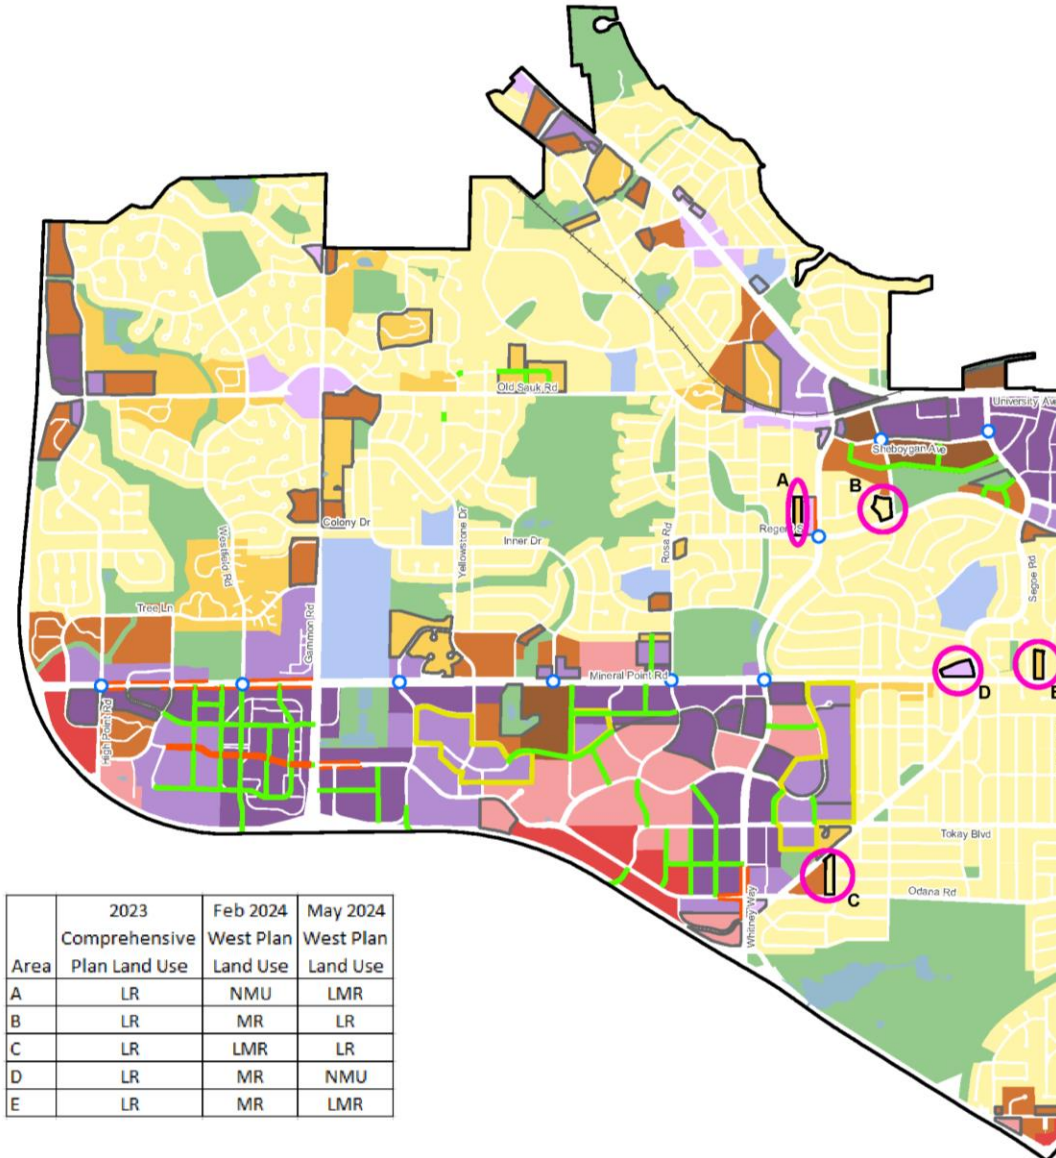 Old Sauk Rd
University Av
Sheboygan Ave
A
B
Colony Dr
Yellowstone Dr
Inner Dr
Rosa Rd
Westfield Rd
Segoe Rd
Tree Ln
Gammon Rd
Mineral Point Rd
D
High Point Rd
Tokay Blvd
Odana Rd
C
Whitney Way
Area | 2023 Comprehensive Plan Land Use | Feb 2024 West Plan Land Use | May 2024 West Plan Land Use
A | LR | NMU | LMR
B | LR | MR | LR
C | LR | LMR | LR
D | LR | MR | NMU
E | LR | MR | LMR